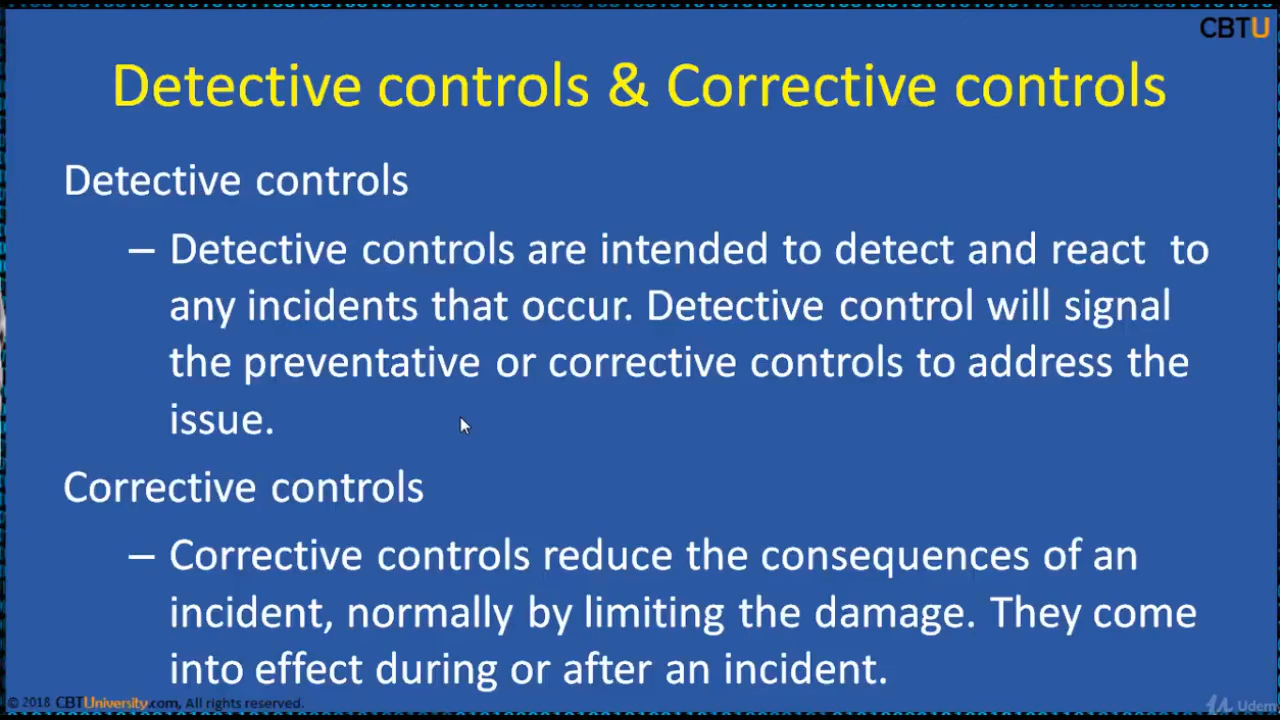 CBTU
Detective controls & Corrective controls
Detective controls
– Detective controls are intended to detect and react to
any incidents that occur. Detective control will signal
the preventative or corrective controls to address the
issue.
Corrective controls
– Corrective controls reduce the consequences of an
incident, normally by limiting the damage. They come
into effect during or after an incident.
© 2018 CBTUniversity.com, All rights reserved.